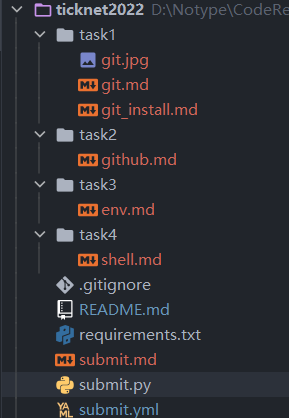 ticknet2022 D:\Notype\CodeRe
task1
git.jpg
git.md
git_install.md
task2
github.md
task3
env.md
task4
shell.md
.gitignore
README.md
requirements.txt
submit.md
submit.py
submit.yml